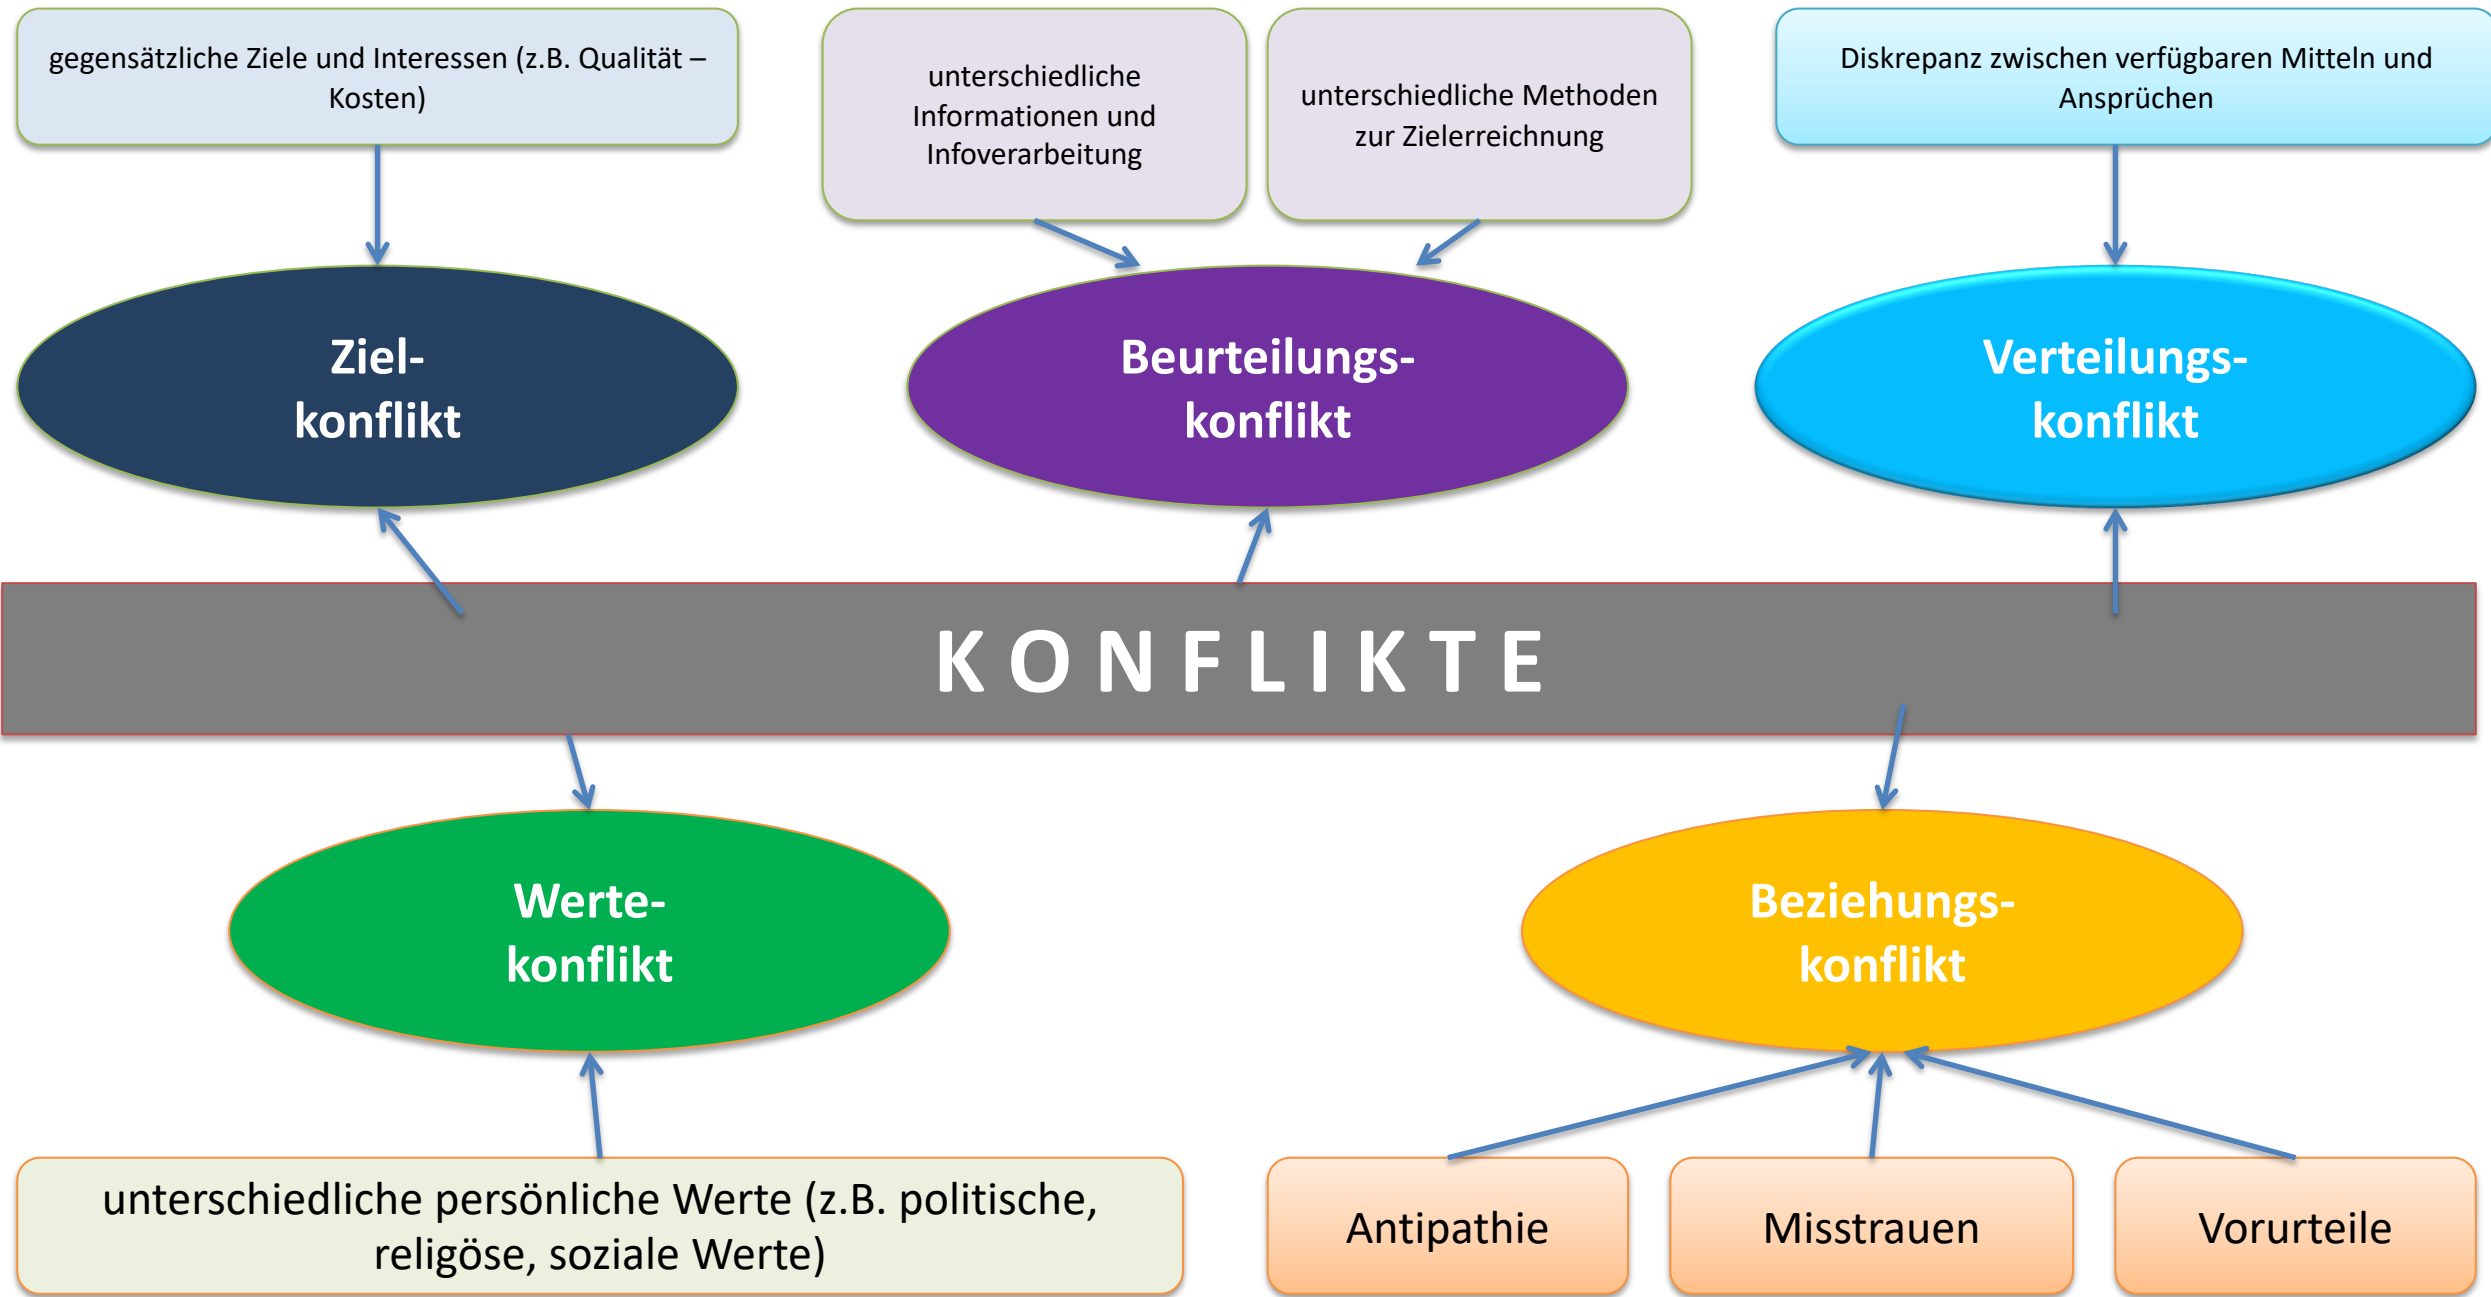 gegensätzliche Ziele und Interessen (z.B. Qualität –
Kosten)
unterschiedliche
Informationen und
Infoverarbeitung
unterschiedliche Methoden
zur Zielerreichnung
Diskrepanz zwischen verfügbaren Mitteln und
Ansprüchen
Ziel-
konflikt
Beurteilungs-
konflikt
Verteilungs-
konflikt
K O N F L I K T E
Werte-
konflikt
Beziehungs-
konflikt
unterschiedliche persönliche Werte (z.B. politische,
religöse, soziale Werte)
Antipathie
Misstrauen
Vorurteile